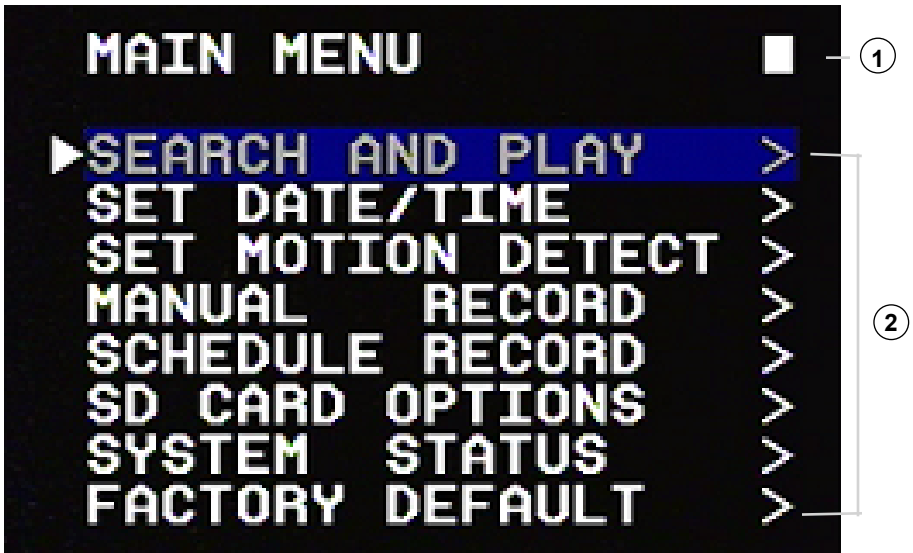 MAIN MENU
1
SEARCH AND PLAY >
SET DATE/TIME >
SET MOTION DETECT >
MANUAL RECORD >
SCHEDULE RECORD >
SD CARD OPTIONS >
SYSTEM STATUS >
FACTORY DEFAULT >
2